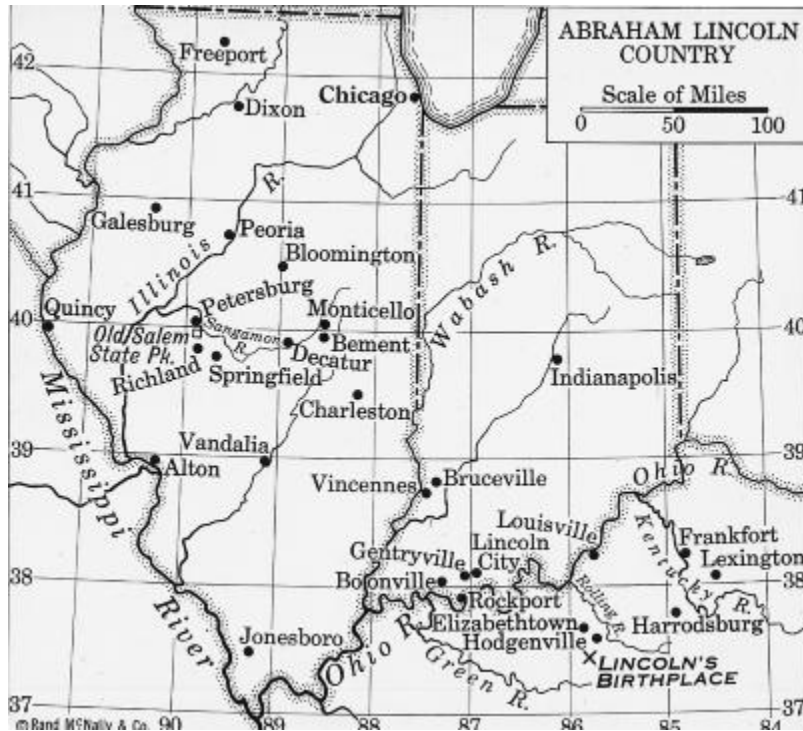 ABRAHAM LINCOLN
COUNTRY
Scale of Miles
0 50 100
Freeport
42
Dixon
Chicago
41
41
Galesburg
Peoria
Illinois R.
Bloomington
Wabash R.
Petersburg
Monticello
Quincy
40
40
Old Salem
State Pk.
Sangamon
R.
Bement
Decatur
Richland
Springfield
Indianapolis
Charleston
Mississippi
River
39
39
Vandalia
Alton
Vincennes
Bruceville
Ohio R.
Louisville
Frankfort
Lincoln
City
Gentryville
Lexington
Kentucky
R.
38
38
Boonville
Rockport
Rolling R.
Elizabethtown
Harrodsburg
Hodgenville
Jonesboro
Ohio R.
Green R.
LINCOLN'S
BIRTHPLACE
37
37
©Rand McNally & Co.
90 89 88 87 86 85 84